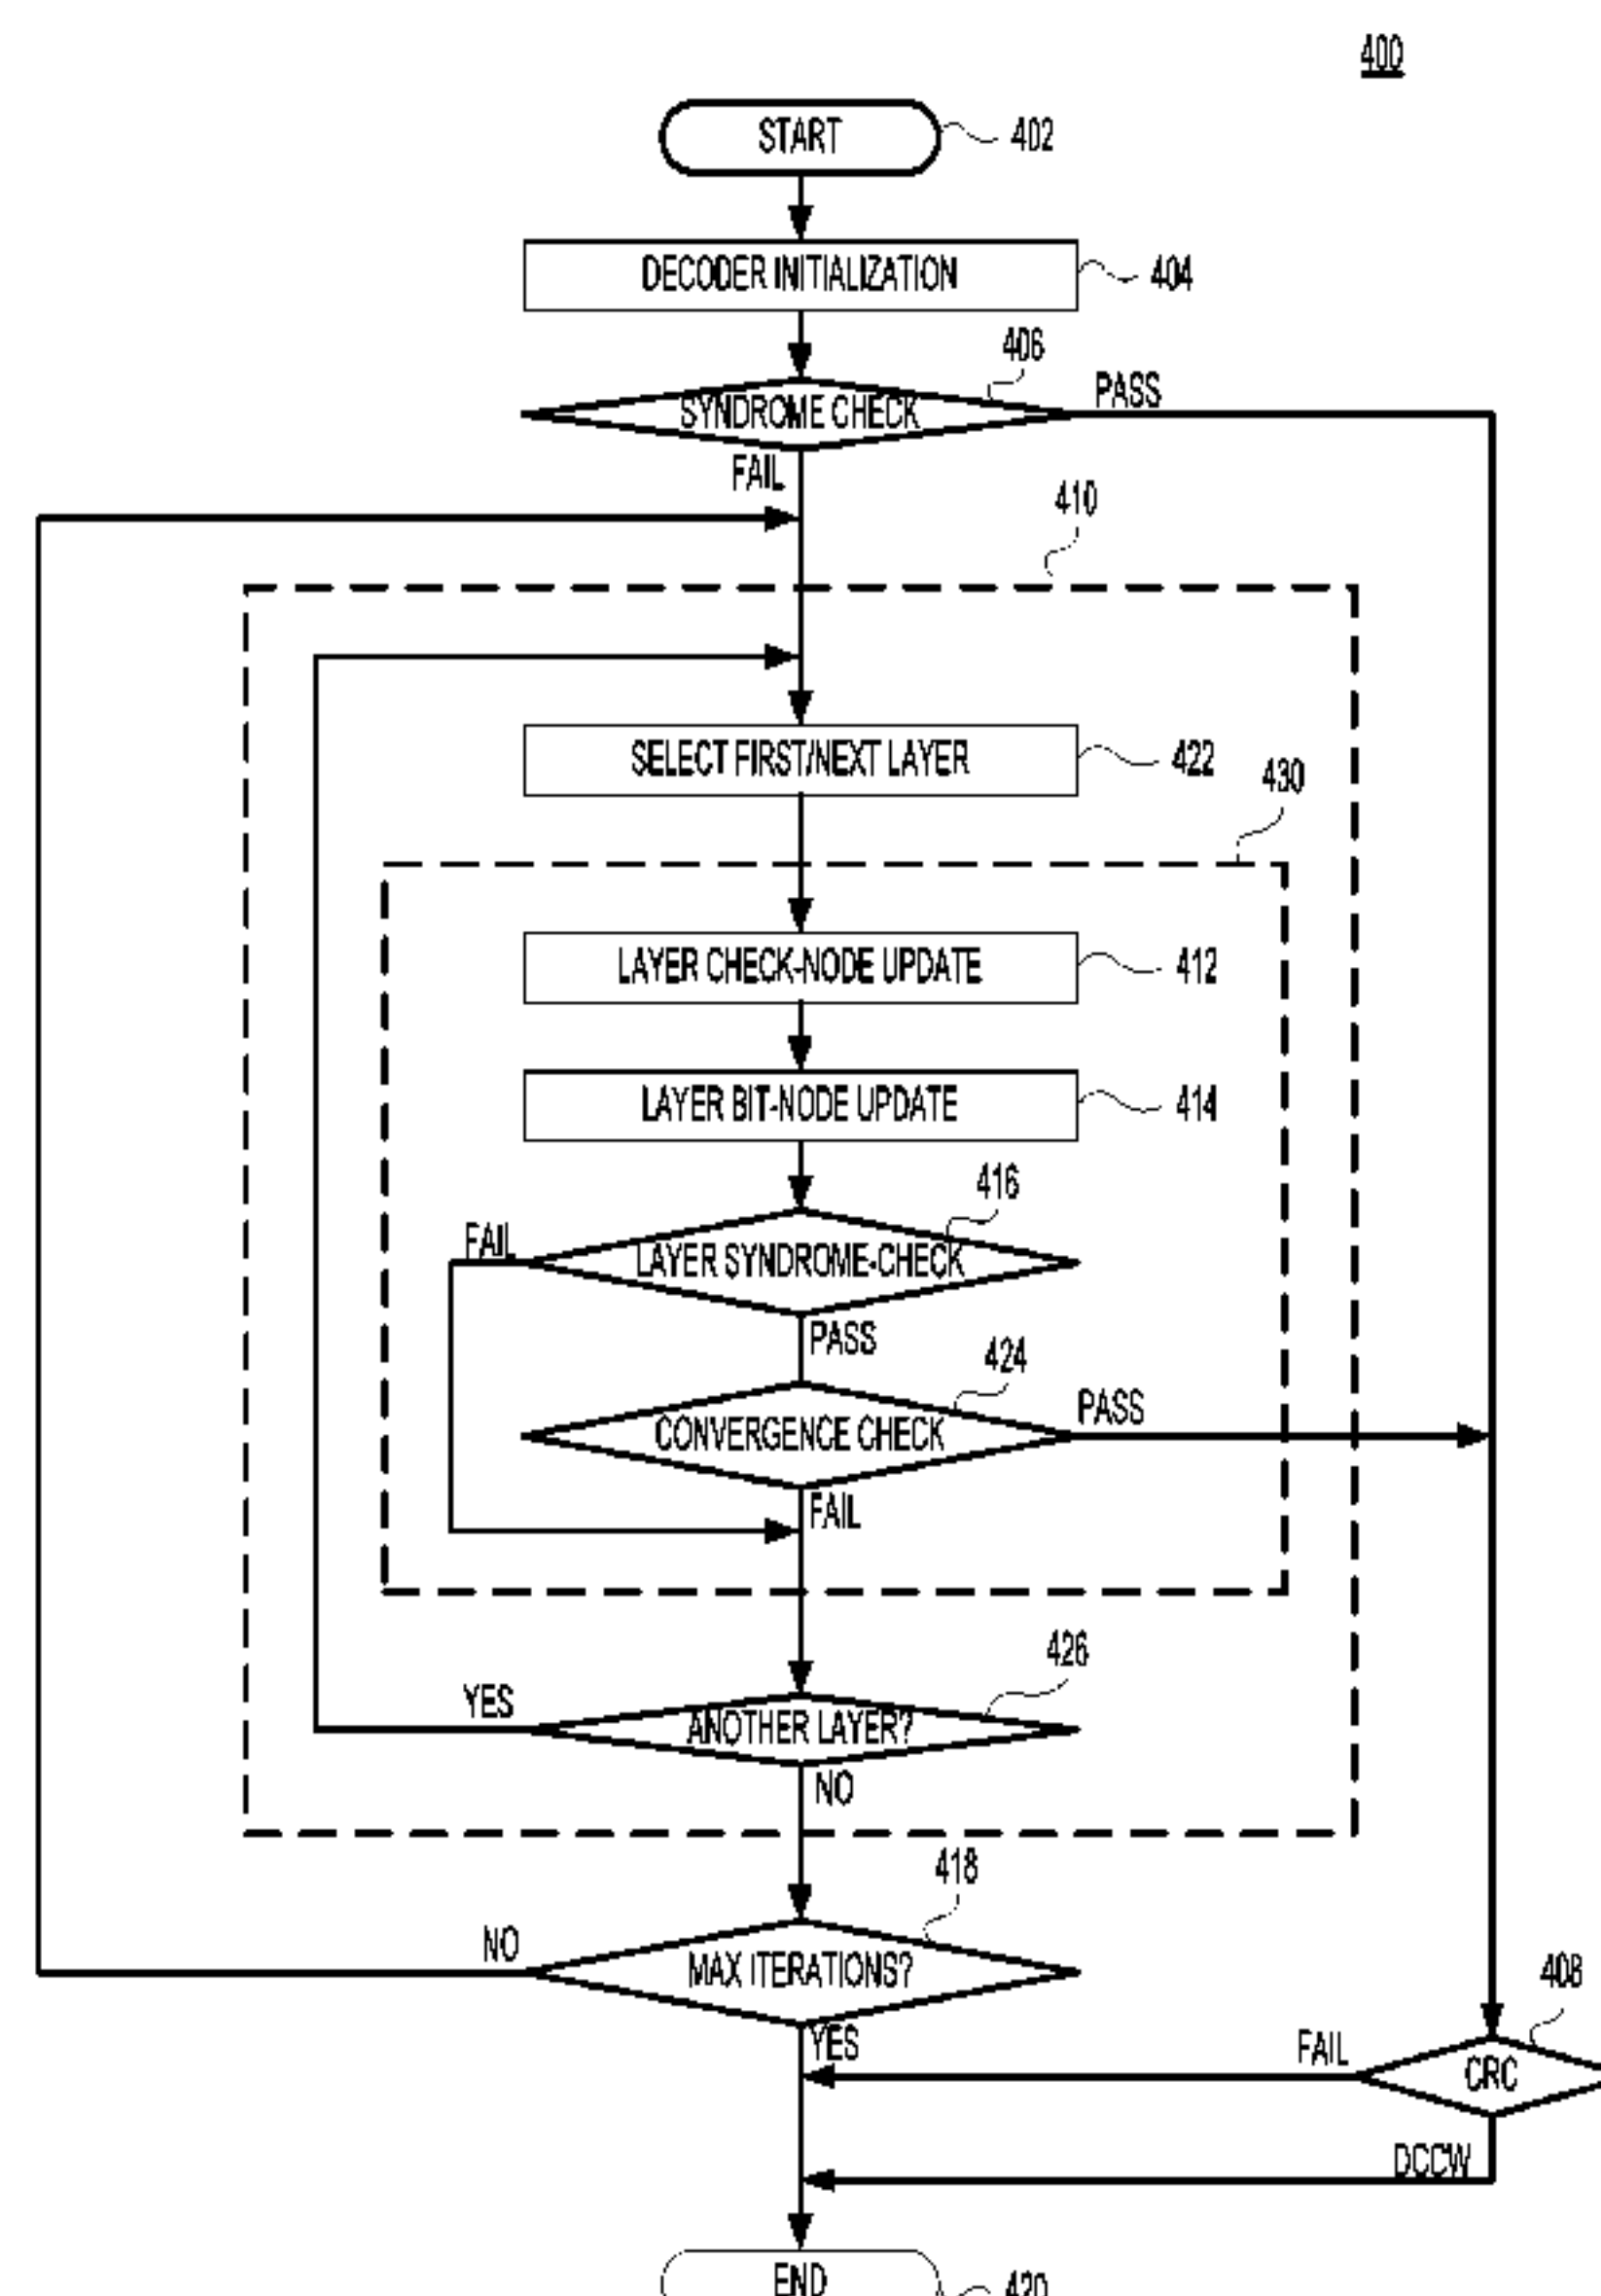 400
START
402
DECODER INITIALIZATION
404
406
SYNDROME CHECK
PASS
FAIL
410
SELECT FIRST/NEXT LAYER
422
430
LAYER CHECK-NODE UPDATE
412
LAYER BIT-NODE UPDATE
414
416
FAIL
LAYER SYNDROME-CHECK
PASS
424
CONVERGENCE CHECK
PASS
FAIL
426
YES
ANOTHER LAYER?
NO
418
NO
MAX ITERATIONS?
YES
408
FAIL
CRC
DCCW
END
420